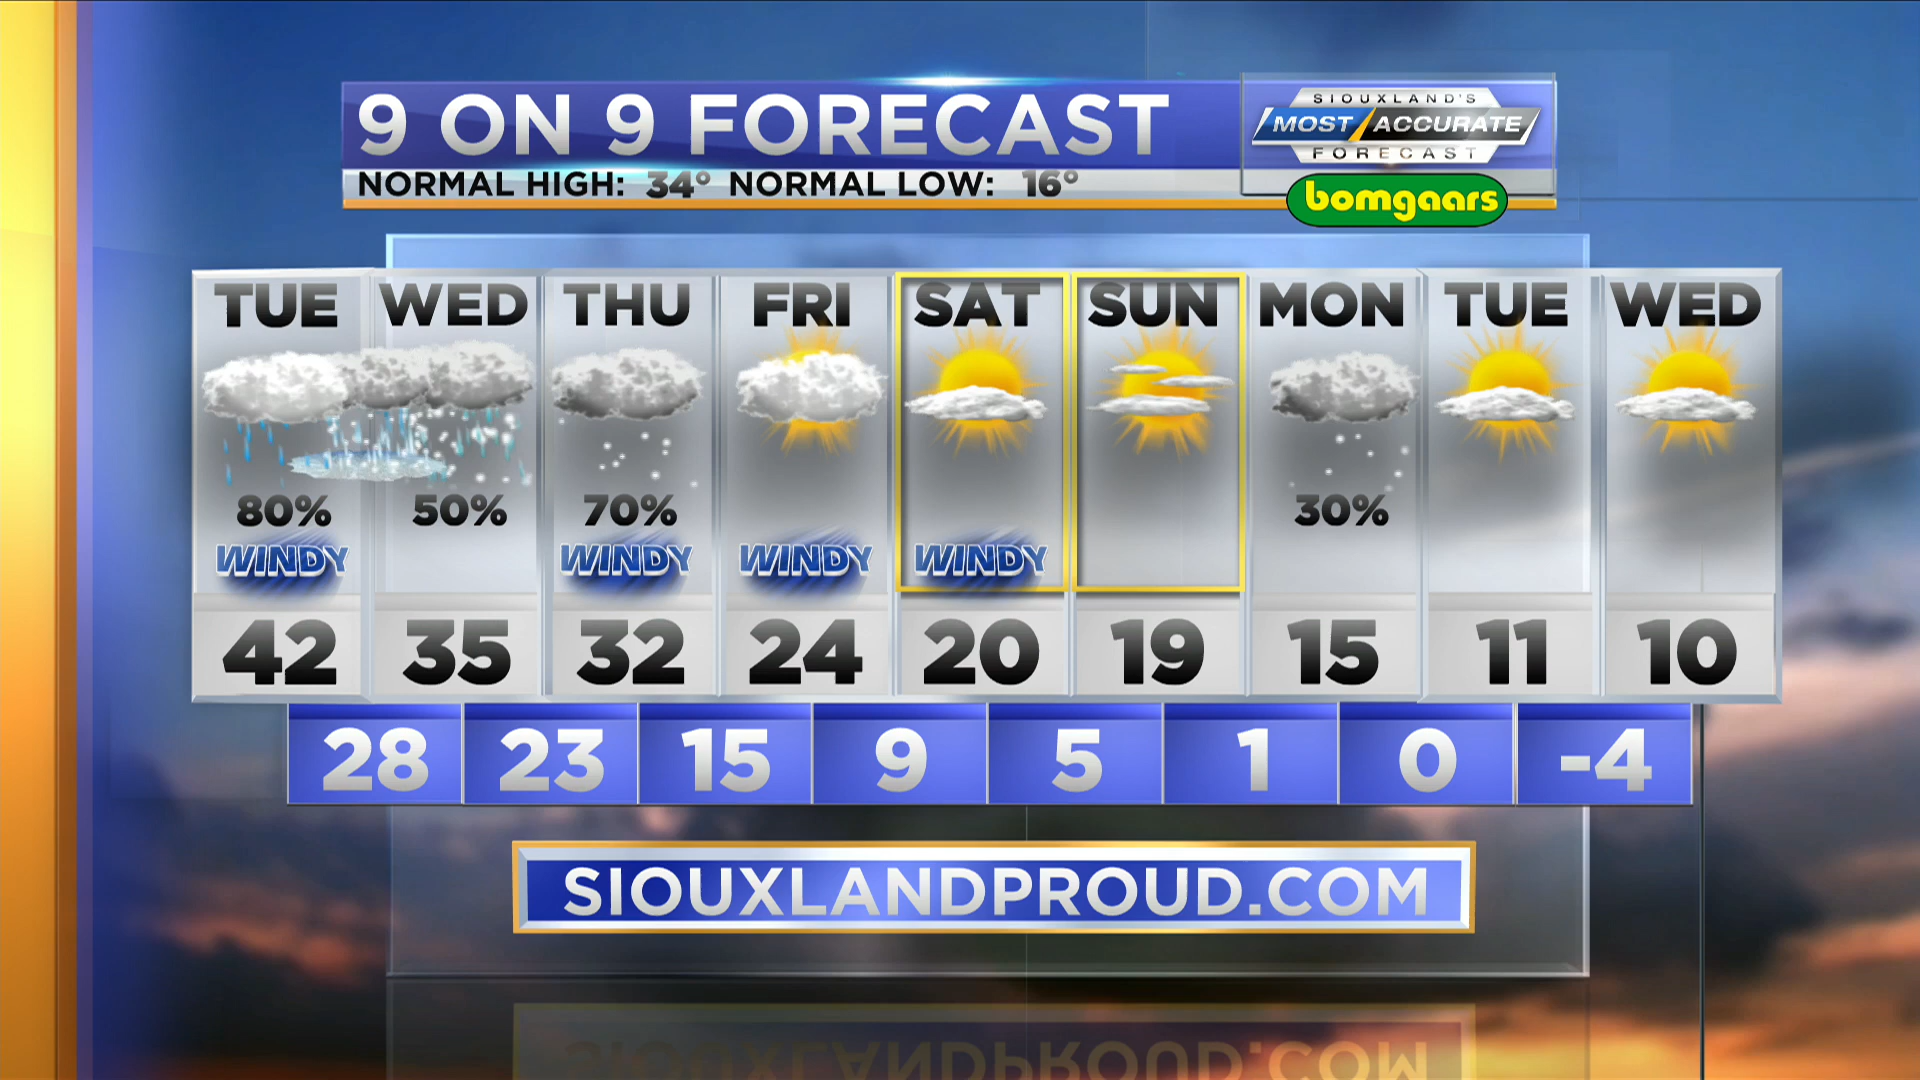 9 ON 9 FORECAST
NORMAL HIGH: 34° NORMAL LOW: 16°
SIOUXLAND'S
MOST ACCURATE
FORECAST
bomgaars
TUE WED THU FRI SAT SUN MON TUE WED
80% 50% 70% 30%
WINDY WINDY WINDY WINDY
42 35 32 24 20 19 15 11 10
28 23 15 9 5 1 0 -4
SIOUXLANDPROUD.COM